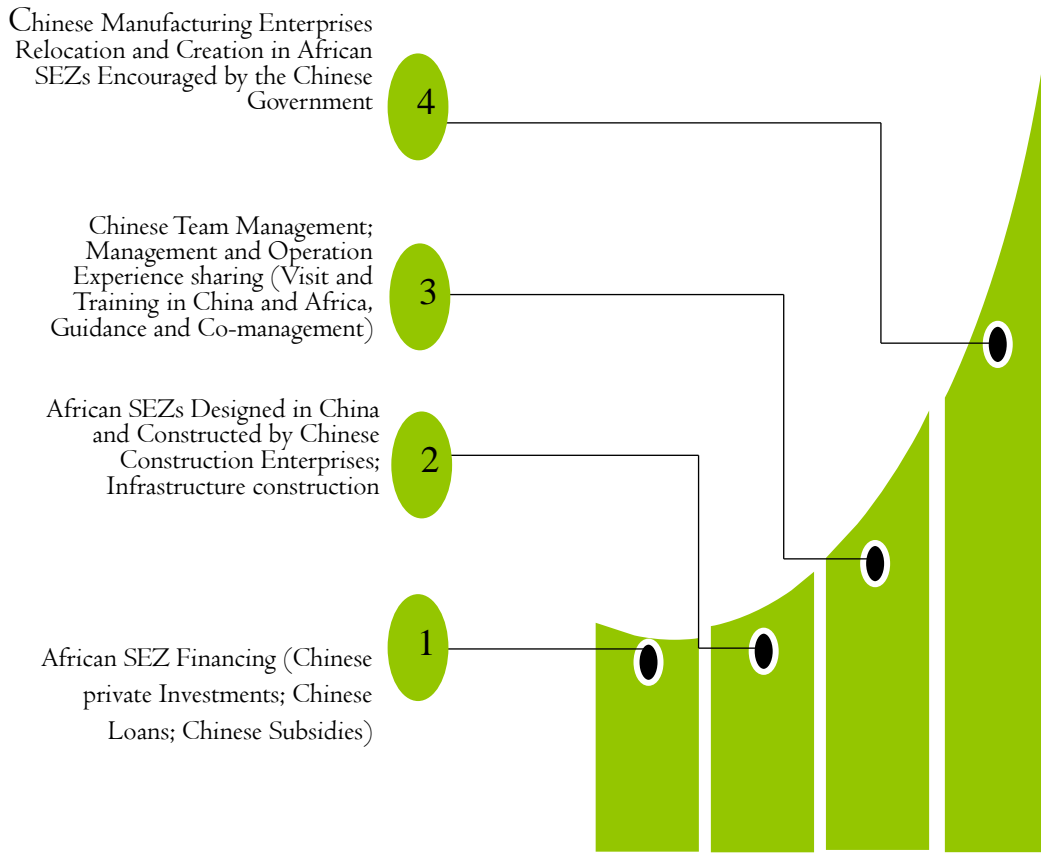 Chinese Manufacturing Enterprises
Relocation and Creation in African
SEZs Encouraged by the Chinese
Government
4
Chinese Team Management;
Management and Operation
Experience sharing (Visit and
Training in China and Africa,
Guidance and Co-management)
3
African SEZs Designed in China
and Constructed by Chinese
Construction Enterprises;
Infrastructure construction
2
African SEZ Financing (Chinese
private Investments; Chinese
Loans; Chinese Subsidies)
1